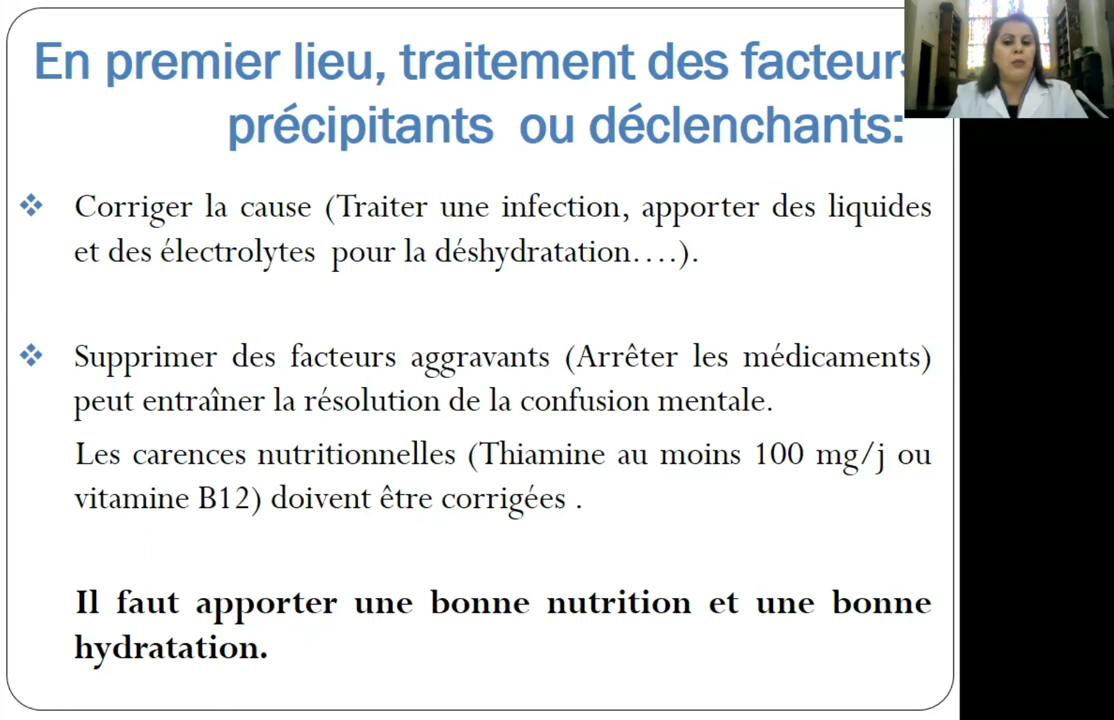 En premier lieu, traitement des facteurs
précipitants ou déclenchants:
Corriger la cause (Traiter une infection, apporter des liquides
et des électrolytes pour la déshydratation....).
Supprimer des facteurs aggravants (Arrêter les médicaments)
peut entraîner la résolution de la confusion mentale.
Les carences nutritionnelles (Thiamine au moins 100 mg/j ou
vitamine B12) doivent être corrigées .
Il faut apporter une bonne nutrition et une bonne
hydratation.